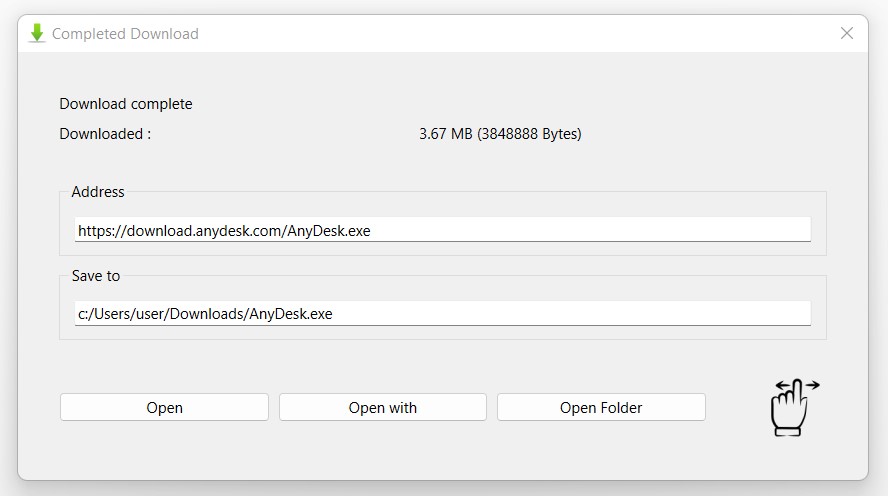 Completed Download
Download complete
Downloaded : 3.67 MB (3848888 Bytes)
Address
https://download.anydesk.com/AnyDesk.exe
Save to
c:/Users/user/Downloads/AnyDesk.exe
Open Open with Open Folder